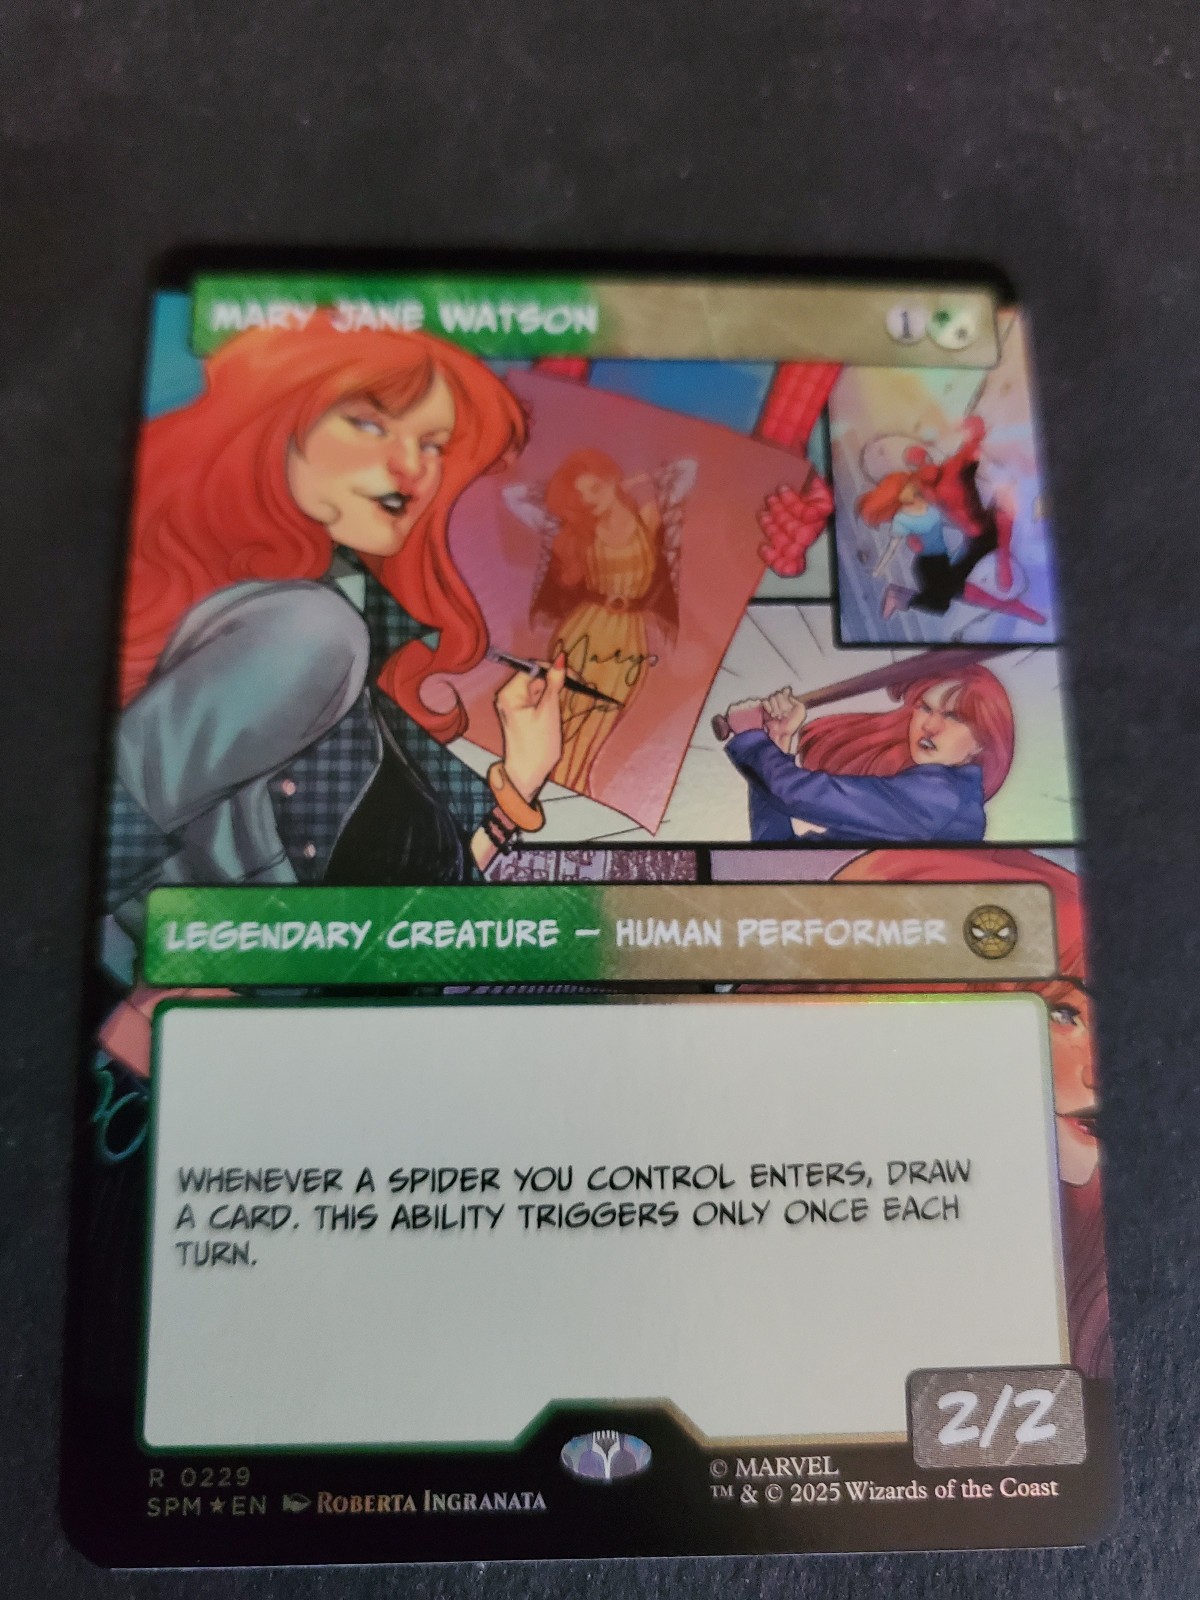 MARY JANE WATSON 1
Mary
LEGENDARY CREATURE – HUMAN PERFORMER
WHENEVER A SPIDER YOU CONTROL ENTERS, DRAW
A CARD. THIS ABILITY TRIGGERS ONLY ONCE EACH
TURN.
2/2
R 0229
SPM ★ EN ROBERTA INGRANATA
© MARVEL
™ & © 2025 Wizards of the Coast